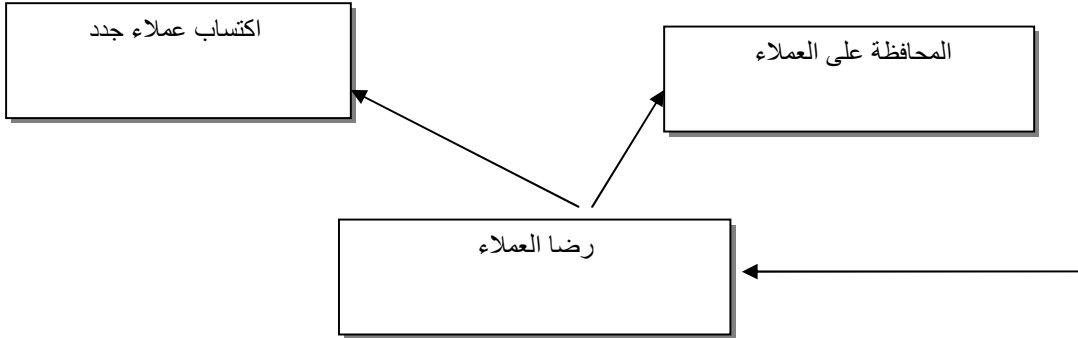 المحافظة على العملاء
اكتساب عملاء جدد
رضا العملاء